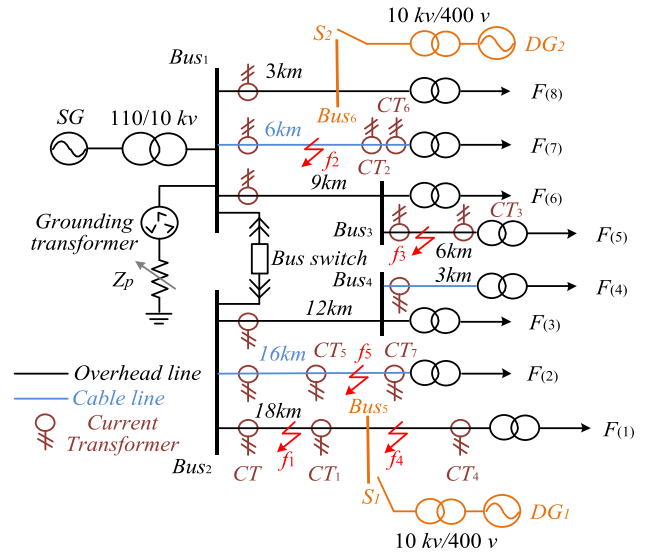 10 kv/400 v
S2
DG2
Bus1
3km
Bus6
CT6
F(8)
SG
110/10 kv
6km
f2
CT2
F(7)
9km
F(6)
Grounding
transformer
Bus3
CT3
f3
6km
F(5)
Bus switch
Zp
Bus4
3km
F(4)
12km
F(3)
Overhead line
16km
CT5
f5
CT7
F(2)
Cable line
Current
Transformer
18km
Bus5
F(1)
Bus2
CT
f1
CT1
f4
CT4
S1
DG1
10 kv/400 v